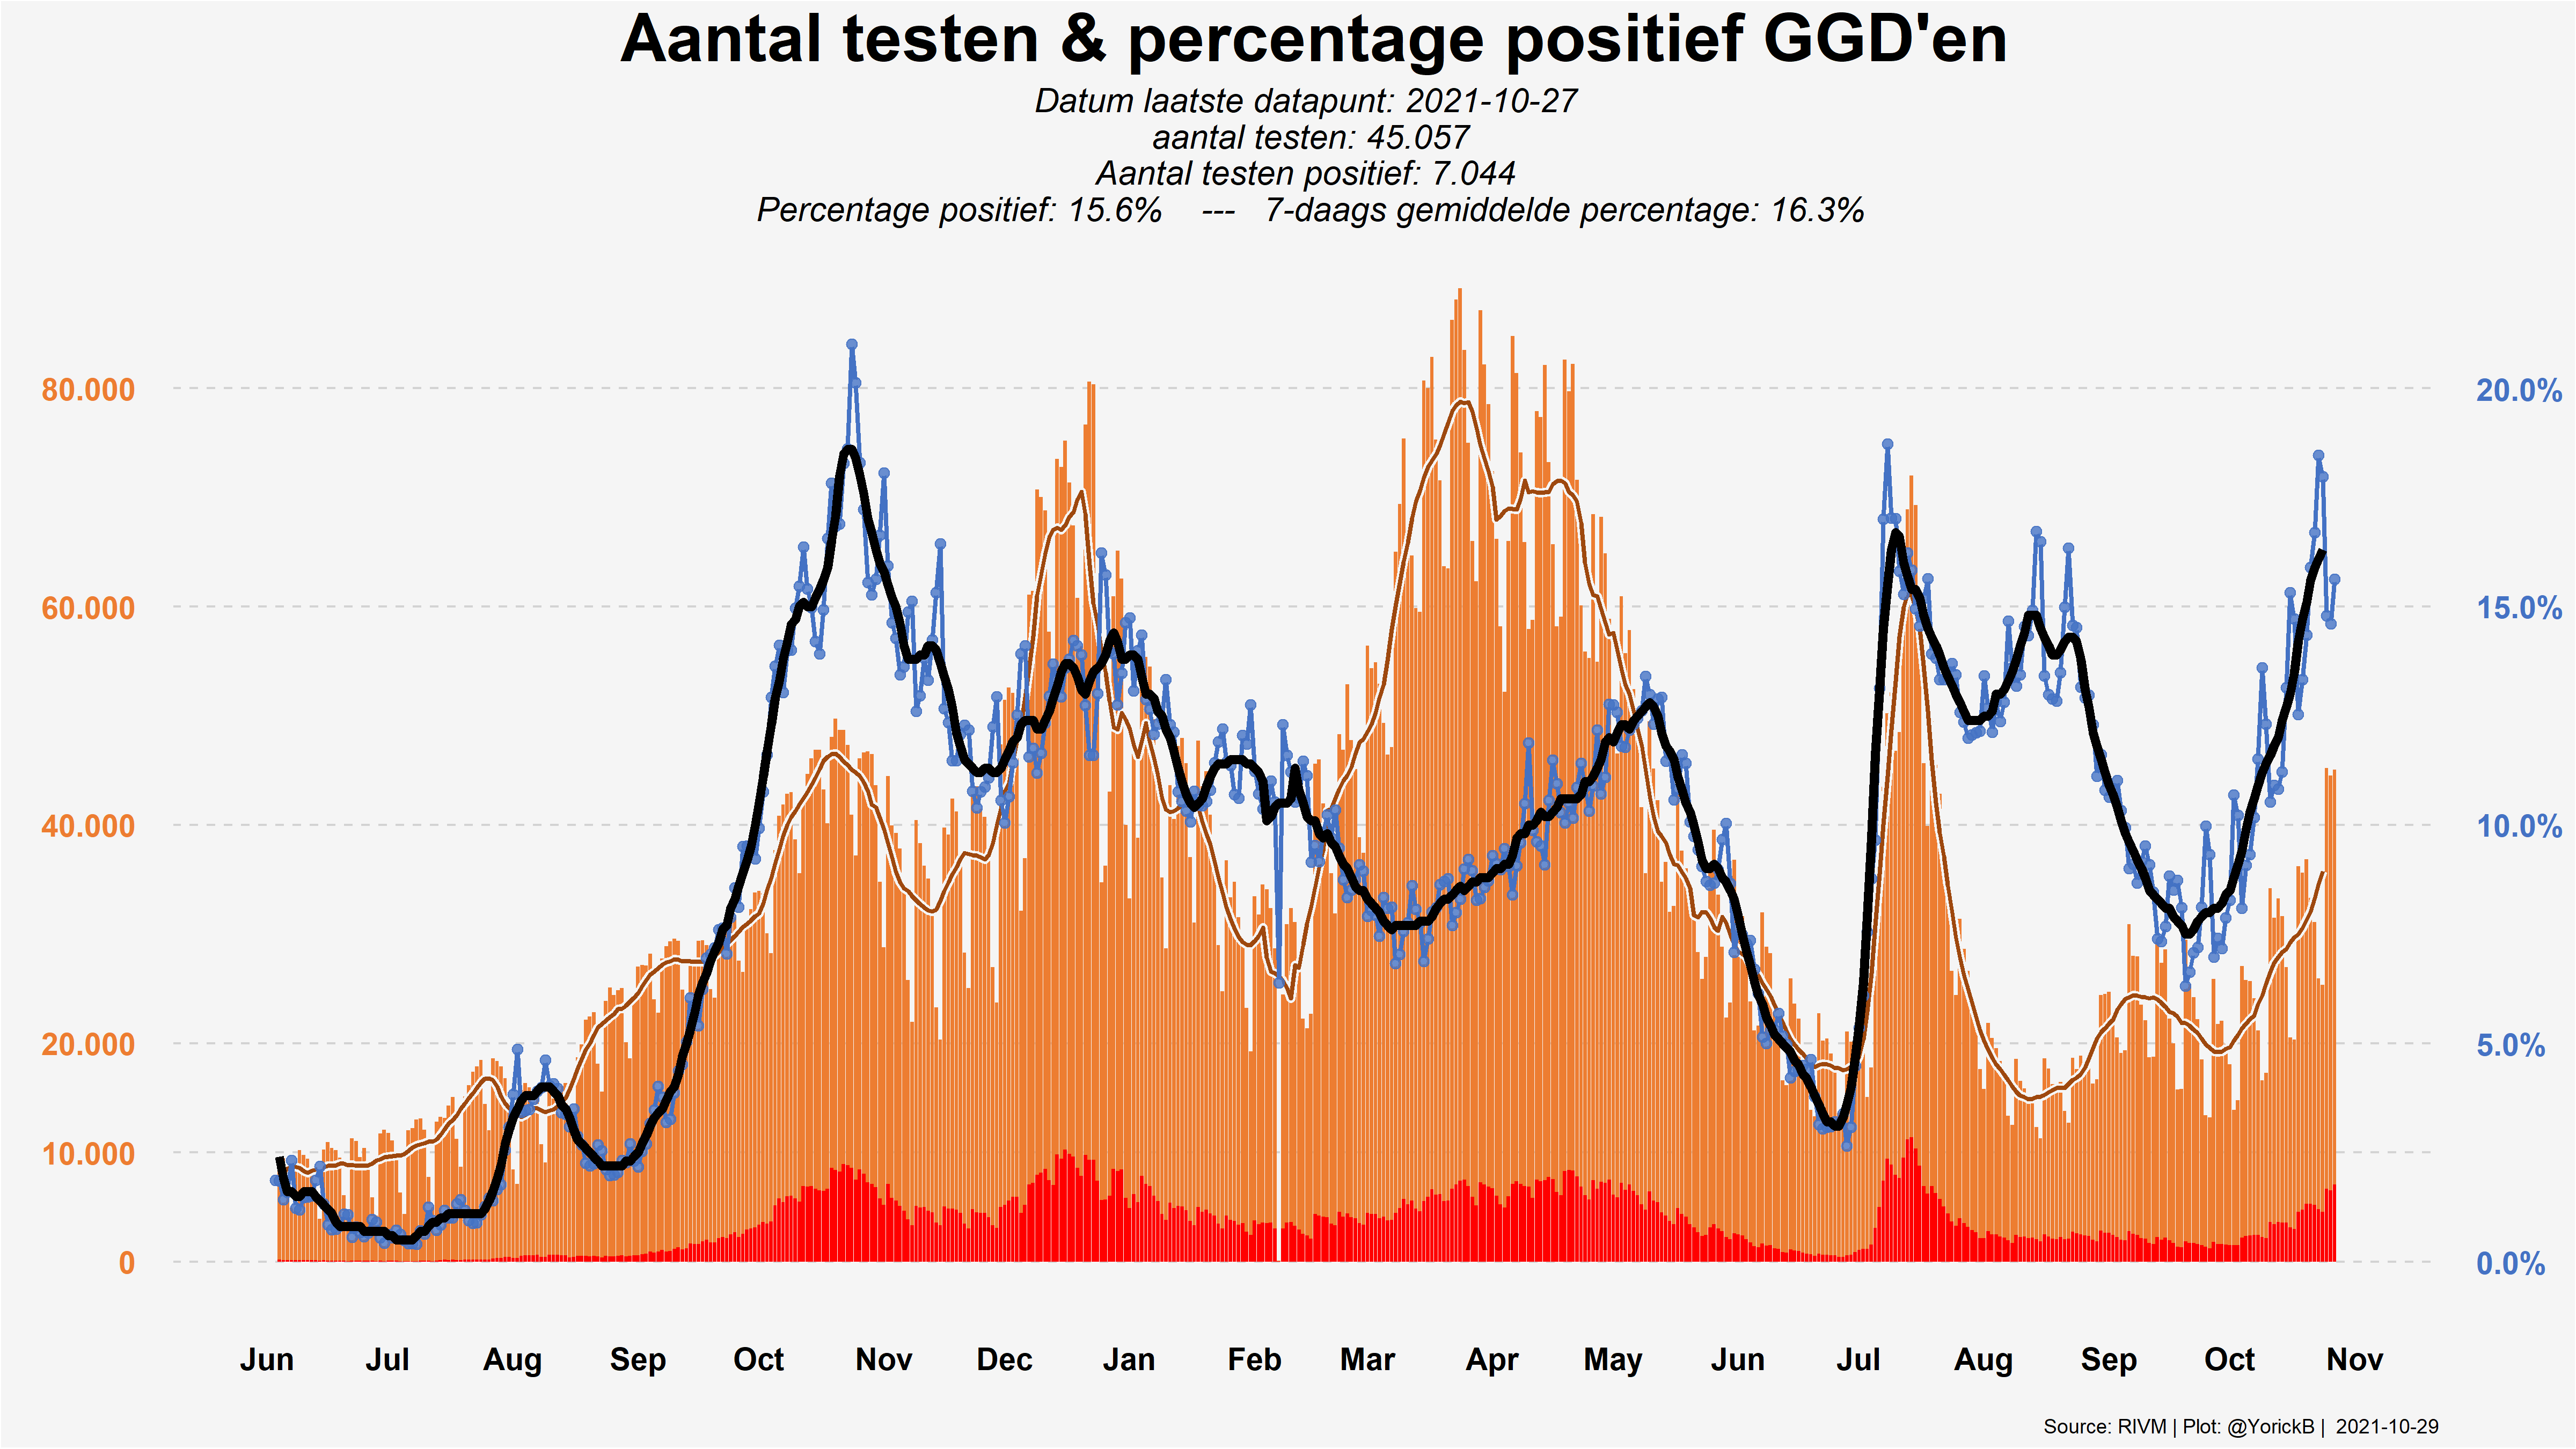 Aantal testen & percentage positief GGD'en
Datum laatste datapunt: 2021-10-27
aantal testen: 45.057
Aantal testen positief: 7.044
Percentage positief: 15.6%    ---   7-daags gemiddelde percentage: 16.3%
80.000
60.000
40.000
20.000
10.000
0
20.0%
15.0%
10.0%
5.0%
0.0%
Jun Jul Aug Sep Oct Nov Dec Jan Feb Mar Apr May Jun Jul Aug Sep Oct Nov
Source: RIVM | Plot: @YorickB |  2021-10-29